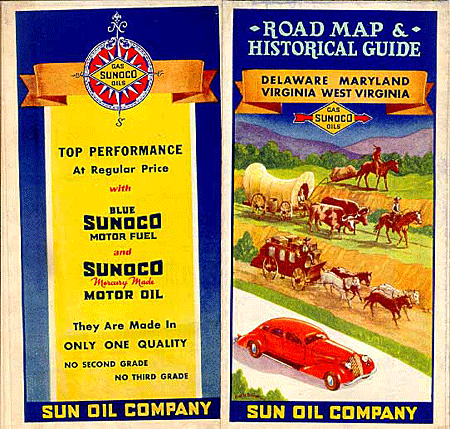 N
GAS
SUNOCO
OILS
S
TOP PERFORMANCE
At Regular Price
with
BLUE
SUNOCO
MOTOR FUEL
and
SUNOCO
Mercury Made
MOTOR OIL
They Are Made In
ONLY ONE QUALITY
NO SECOND GRADE
NO THIRD GRADE
SUN OIL COMPANY
ROAD MAP &
HISTORICAL GUIDE
DELAWARE MARYLAND
VIRGINIA WEST VIRGINIA
GAS
SUNOCO
OILS
SUN OIL COMPANY